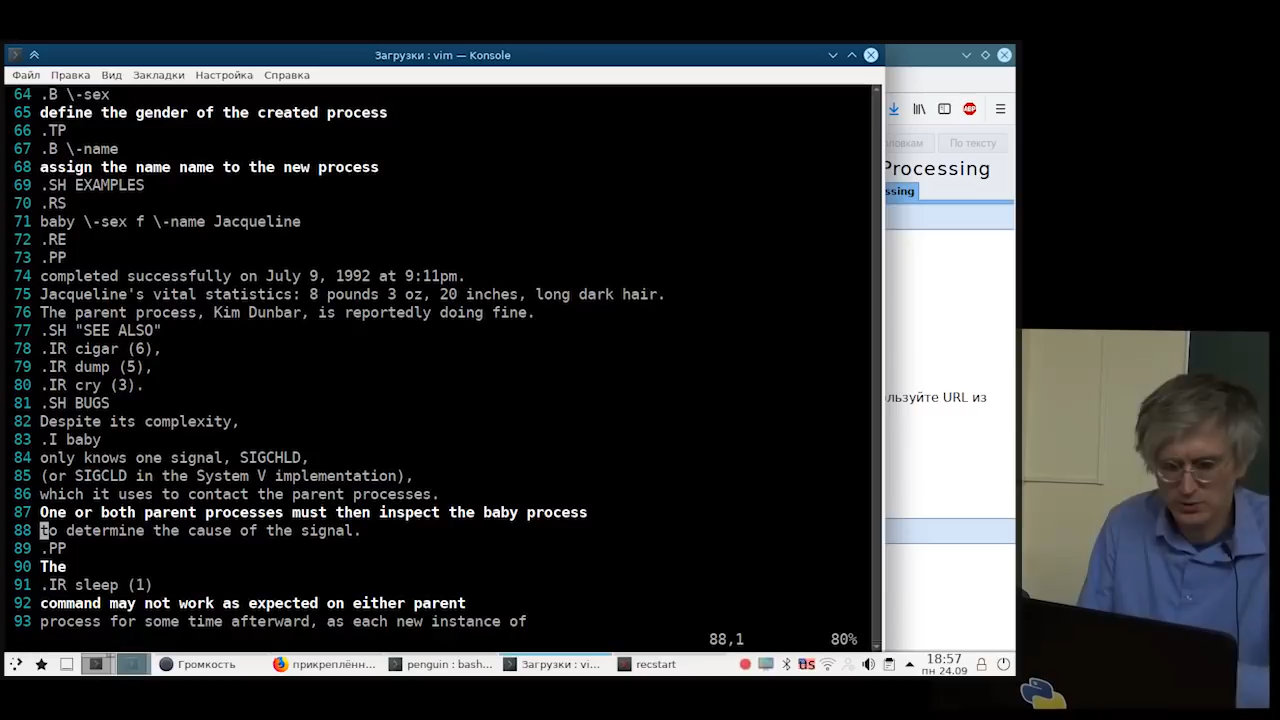 Загрузки : vim — Konsole
Файл Правка Вид Закладки Настройка Справка
64 .B \-sex
65 define the gender of the created process
66 .TP
67 .B \-name
68 assign the name name to the new process
69 .SH EXAMPLES
70 .RS
71 baby \-sex f \-name Jacqueline
72 .RE
73 .PP
74 completed successfully on July 9, 1992 at 9:11pm.
75 Jacqueline's vital statistics: 8 pounds 3 oz, 20 inches, long dark hair.
76 The parent process, Kim Dunbar, is reportedly doing fine.
77 .SH "SEE ALSO"
78 .IR cigar (6),
79 .IR dump (5),
80 .IR cry (3).
81 .SH BUGS
82 Despite its complexity,
83 .I baby
84 only knows one signal, SIGCHLD,
85 (or SIGCLD in the System V implementation),
86 which it uses to contact the parent processes.
87 One or both parent processes must then inspect the baby process
88 to determine the cause of the signal.
89 .PP
90 The
91 .IR sleep (1)
92 command may not work as expected on either parent
93 process for some time afterward, as each new instance of
88,1 80%
ABP
оловкам По тексту
Processing
ssing
льзуйте URL из
Громкость
прикреплённ...
penguin : bash...
Загрузки : vi...
recstart
US
18:57
пн 24.09